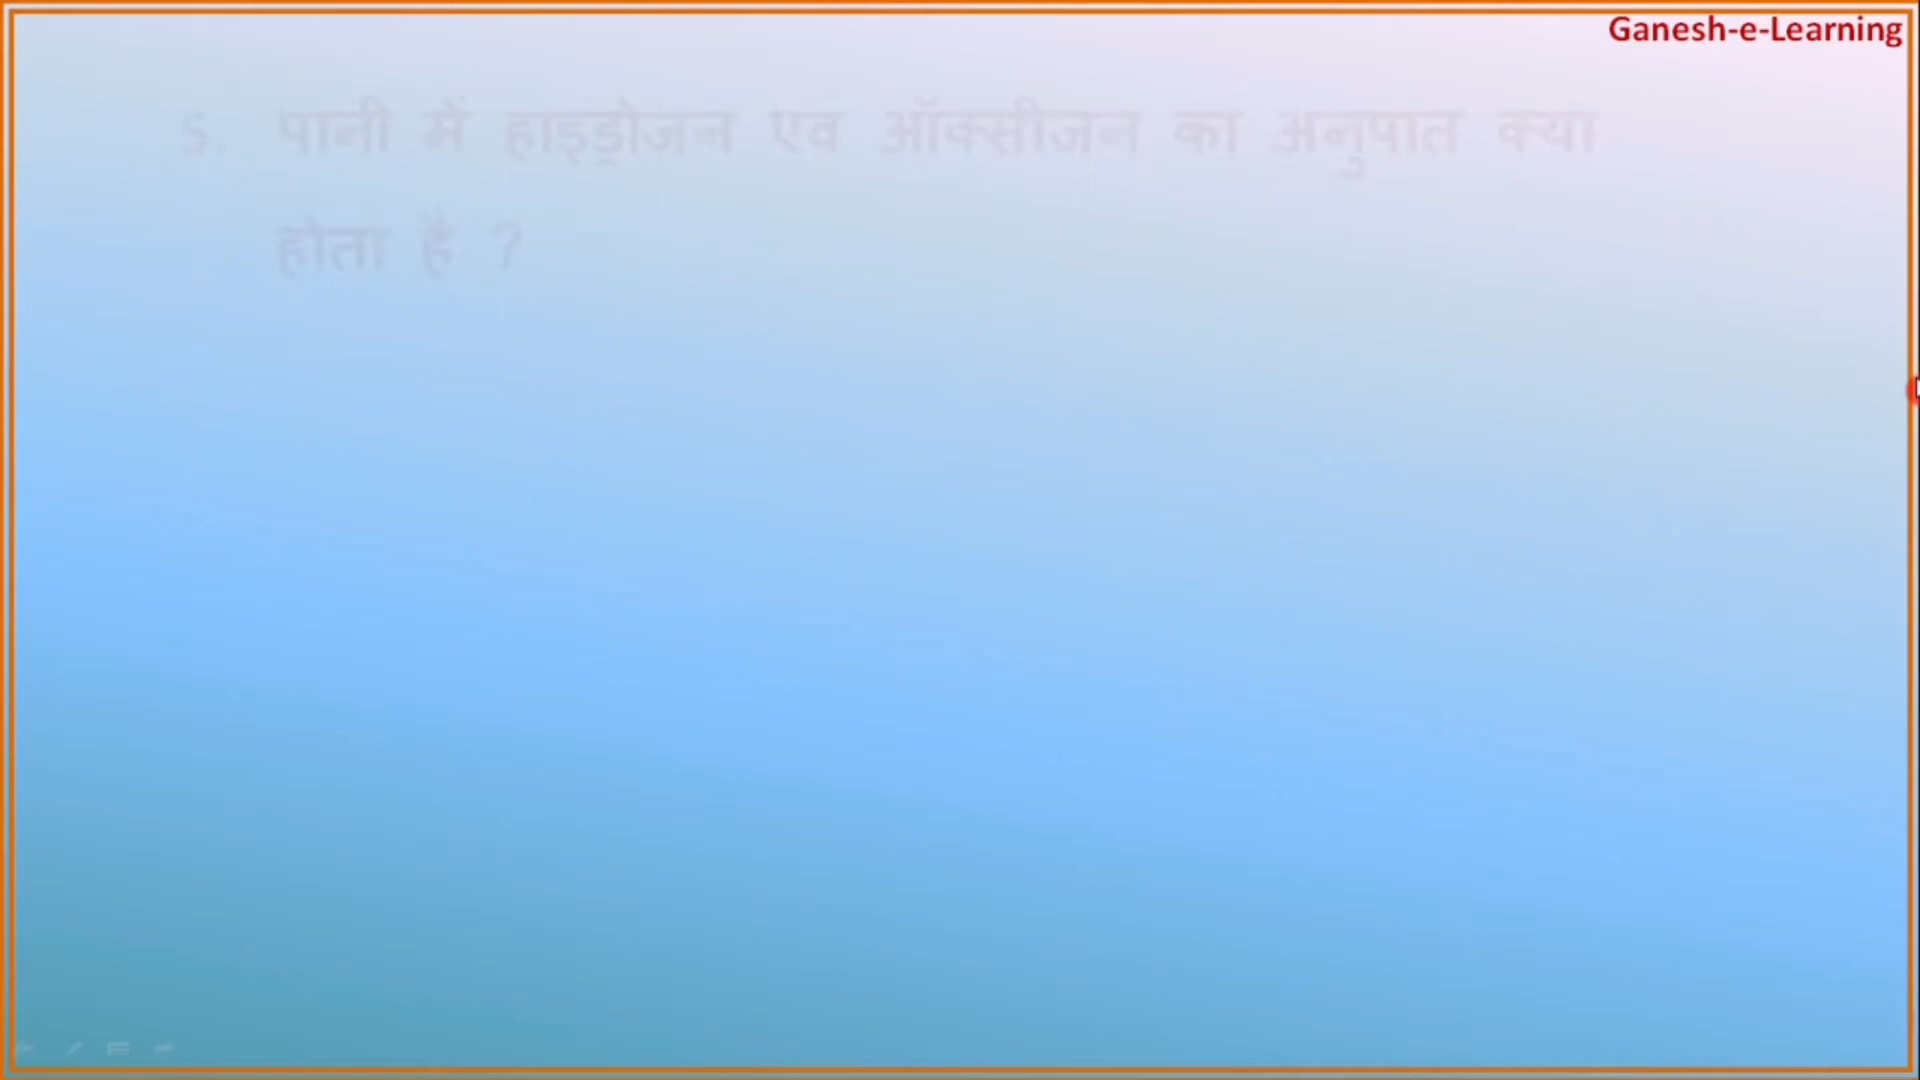 Ganesh-e-Learning
5. पानी में हाइड्रोजन एवं ऑक्सीजन का अनुपात क्या
होता है ?